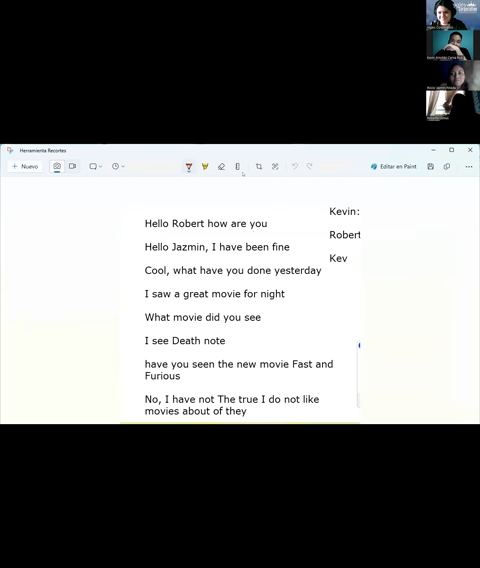 Herramienta Recortes
Nuevo
Editar en Paint
Kevin:
Hello Robert how are you
Robert
Hello Jazmin, I have been fine
Kev
Cool, what have you done yesterday
I saw a great movie for night
What movie did you see
I see Death note
have you seen the new movie Fast and
Furious
No, I have not The true I do not like
movies about of they